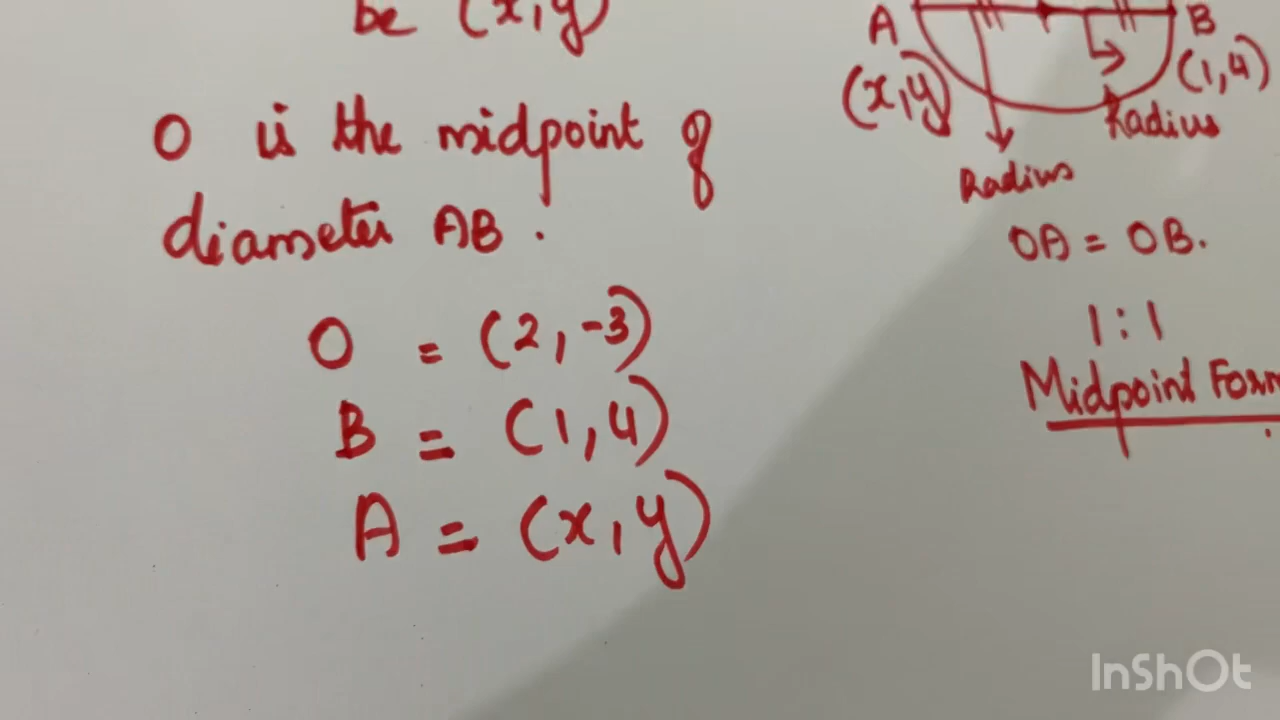 be (x,y)
O is the midpoint of
diameter AB.
O = (2,-3)
B = (1,4)
A = (x,y)
A B
(x,y) (1,4)
Radius
Radius
OA = OB.
1:1
Midpoint Form
InShOt